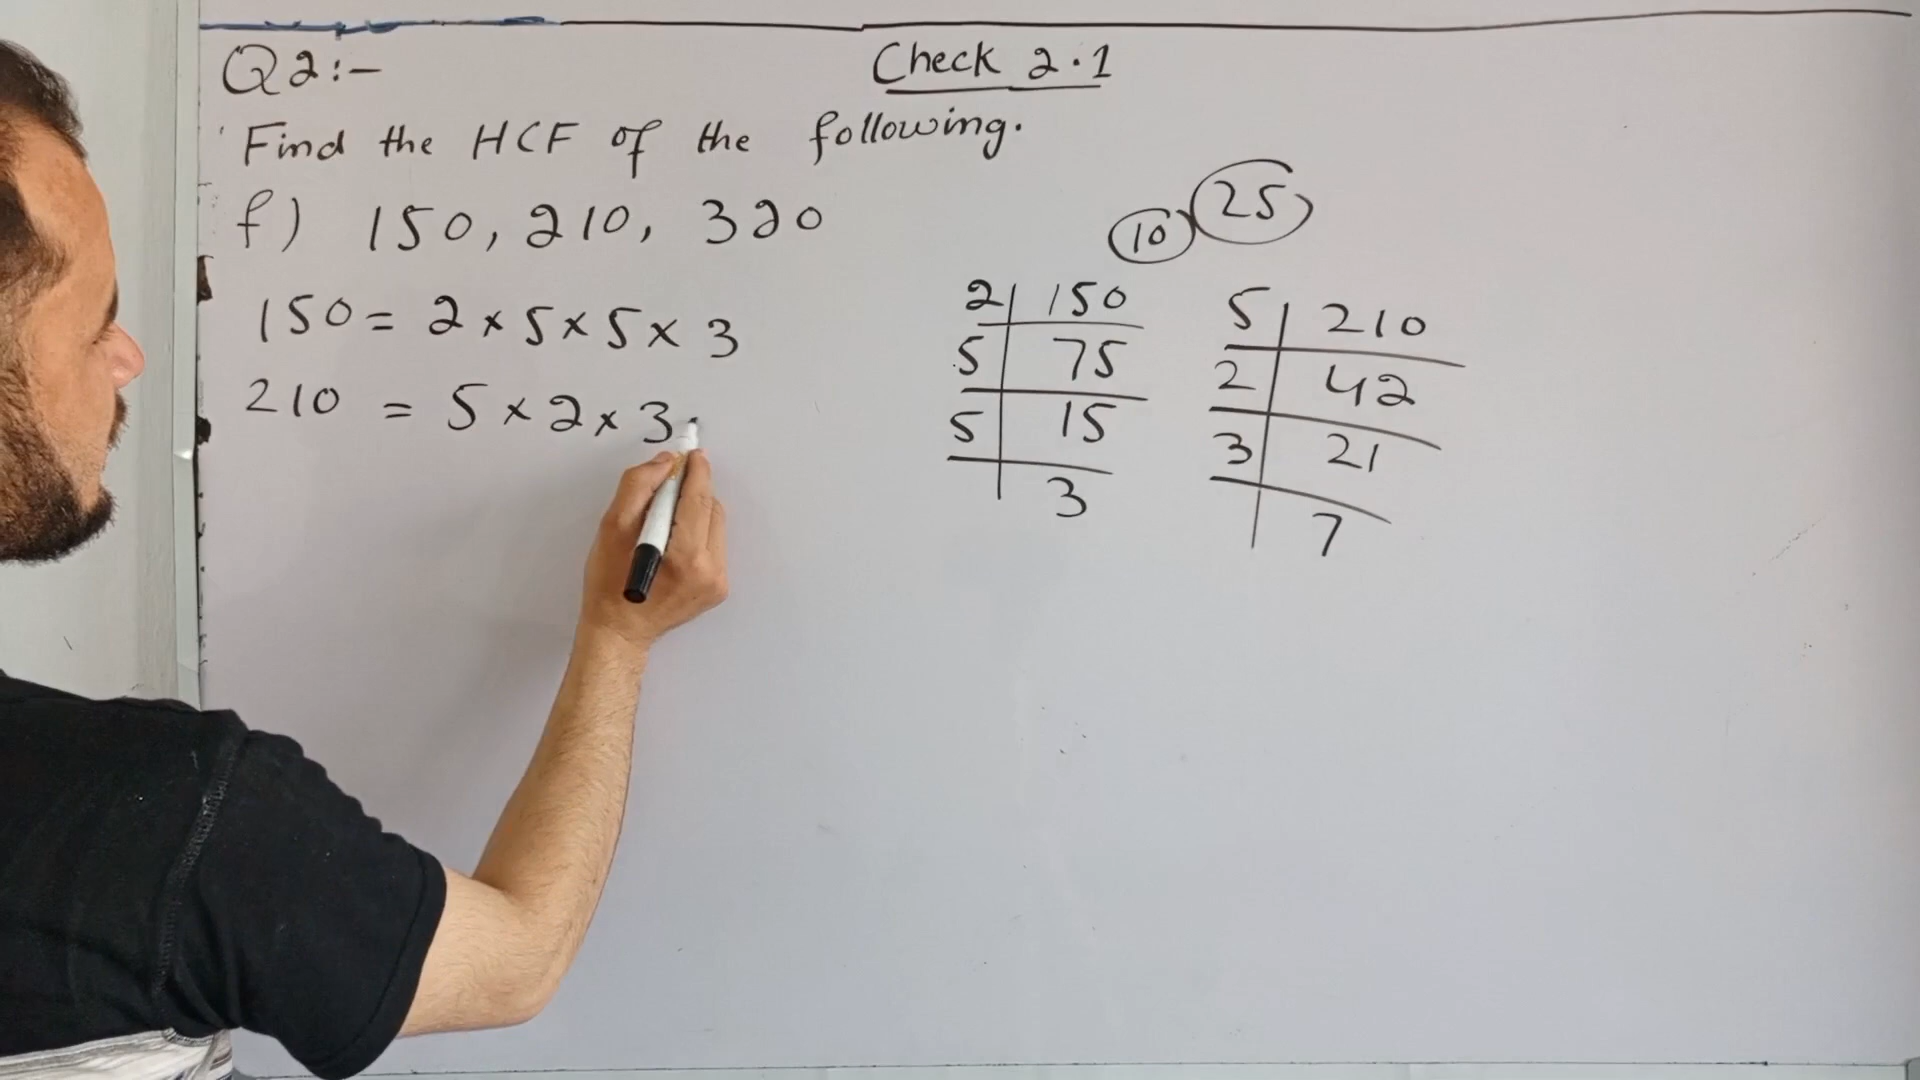 Q2:-
Check 2.1
Find the HCF of the following.
f) 150, 210, 320
150 = 2 × 5 × 5 × 3
210 = 5 × 2 × 3
10 25
2 150
5 75
5 15
3
5 210
2 42
3 21
7